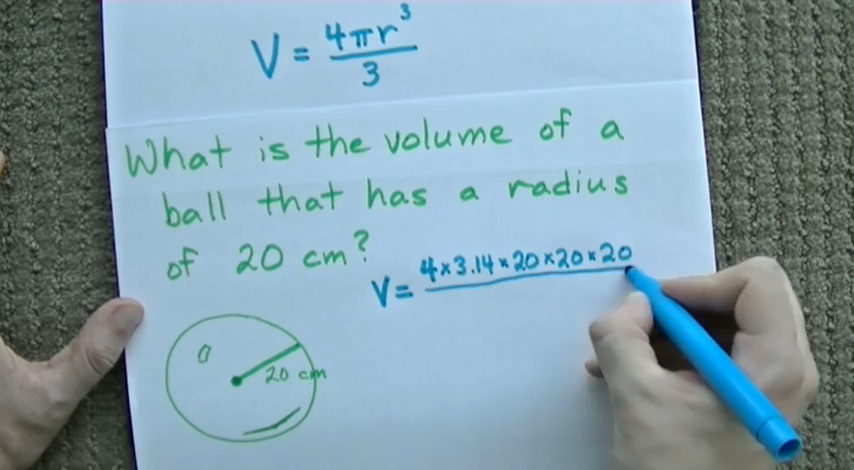 V = 4πr³
3
What is the volume of a
ball that has a radius
of 20 cm?
V = 4×3.14×20×20×20
20 cm